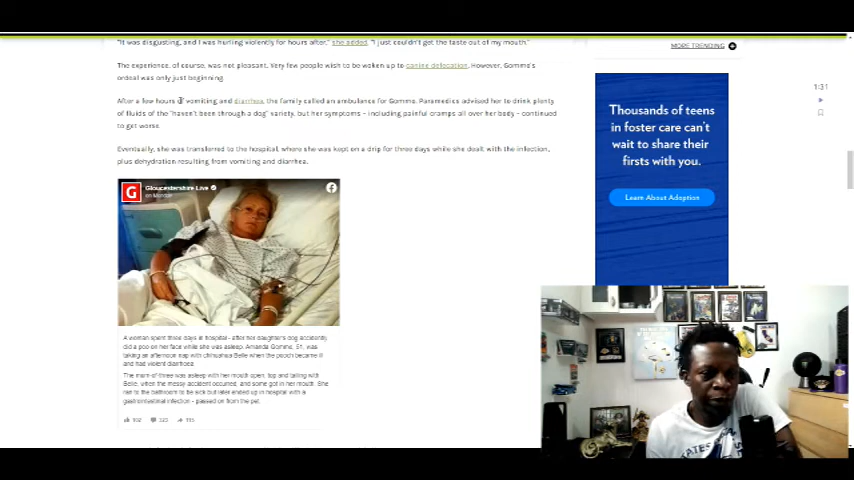 "It was disgusting, and I was hurling violently for hours after," she added. "I just couldn't get the taste out of my mouth."
The experience, of course, was not pleasant. Very few people wish to be woken up to canine defecation. However, Gommo's
ordeal was only just beginning.
After a few hours of vomiting and diarrhea, the family called an ambulance for Gommo. Paramedics advised her to drink plenty
of fluids of the "haven't been through a dog" variety, but her symptoms – including painful cramps all over her body – continued
to get worse.
Eventually, she was transferred to the hospital, where she was kept on a drip for three days while she dealt with the infection,
plus dehydration resulting from vomiting and diarrhea.
G
Gloucestershire Live
on Monday
A woman spent three days in hospital - after her daughter's dog accidently
did a poo on her face while she was asleep. Amanda Gommo, 51, was
taking an afternoon nap with chihuahua Belle when the pooch became ill
and had violent diarrhoea.
The mum-of-three was asleep with her mouth open, top and tailing with
Belle, when the messy accident occurred, and some got in her mouth. She
ran to the bathroom to be sick but later ended up in hospital with a
gastrointestinal infection - passed on from the pet.
102 323 195
MORE TRENDING
Thousands of teens
in foster care can't
wait to share their
firsts with you.
Learn About Adoption
1:31